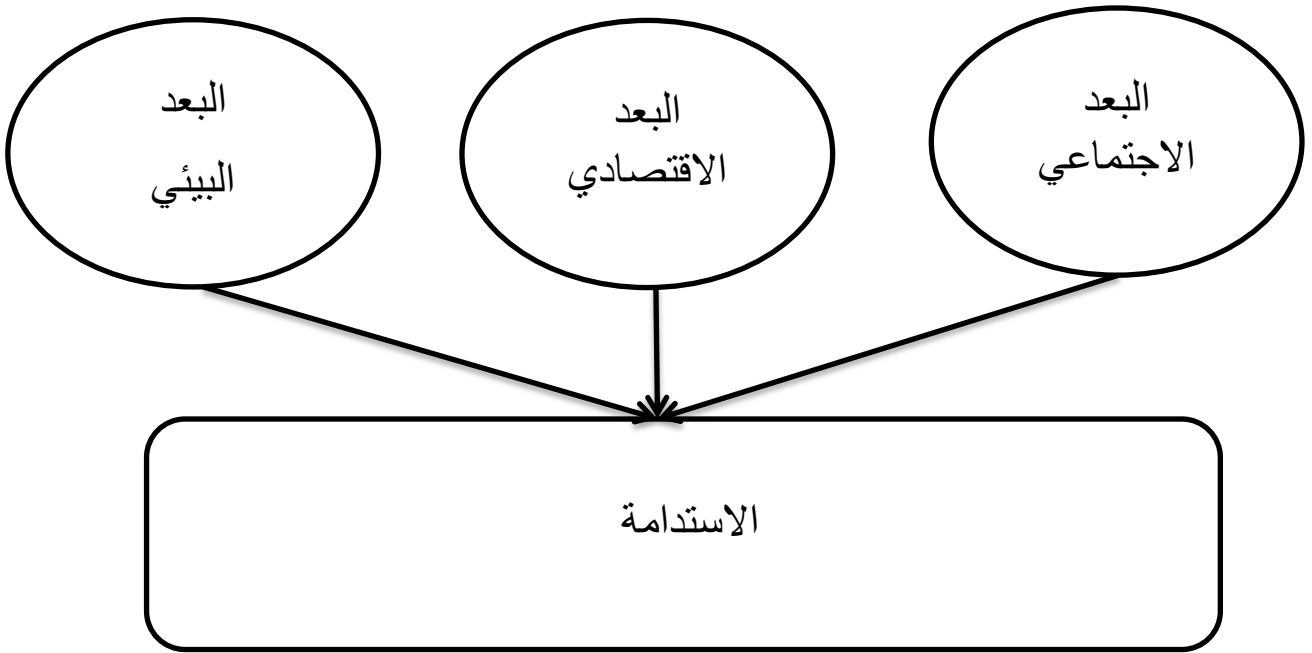 البعد
الاجتماعي
البعد
الاقتصادي
البعد
البيئي
الاستدامة